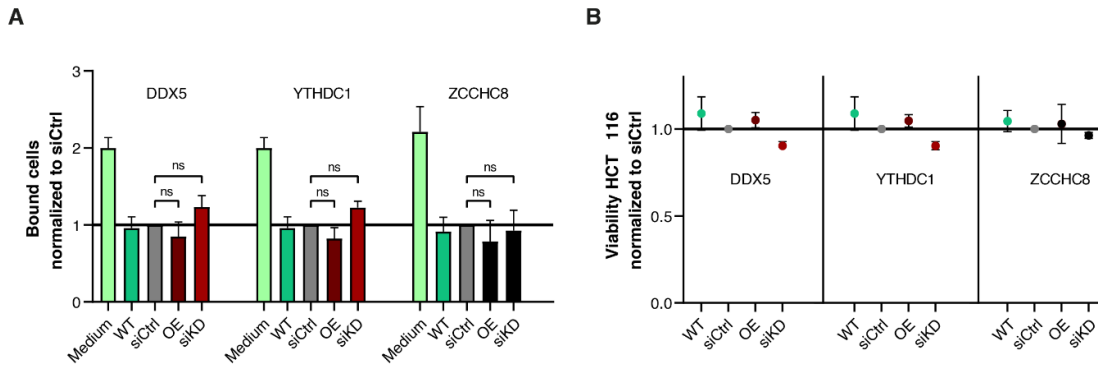 A
Bound cells
normalized to siCtrl
3
2
1
0
DDX5
YTHDC1
ZCCHC8
ns
ns
ns
ns
ns
ns
Medium
WT
siCtrl
OE
siKD
Medium
WT
siCtrl
OE
siKD
Medium
WT
siCtrl
OE
siKD
B
Viability HCT 116
normalized to siCtrl
1.0
0.5
0.0
DDX5
YTHDC1
ZCCHC8
WT
siCtrl
OE
siKD
WT
siCtrl
OE
siKD
WT
siCtrl
OE
siKD